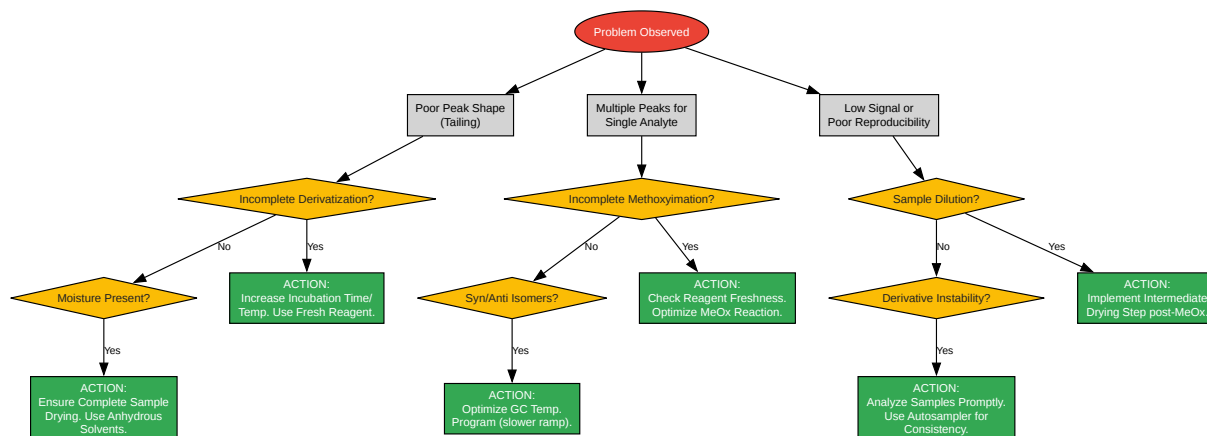 Problem Observed
Poor Peak Shape
(Tailing)
Multiple Peaks for
Single Analyte
Low Signal or
Poor Reproducibility
Incomplete Derivatization?
Incomplete Methoxyimation?
Sample Dilution?
No
Yes
No
Yes
No
Yes
Moisture Present?
ACTION:
Increase Incubation Time/
Temp. Use Fresh Reagent.
Syn/Anti Isomers?
ACTION:
Check Reagent Freshness.
Optimize MeOx Reaction.
Derivative Instability?
ACTION:
Implement Intermediate
Drying Step post-MeOx.
Yes
Yes
Yes
ACTION:
Ensure Complete Sample
Drying. Use Anhydrous
Solvents.
ACTION:
Optimize GC Temp.
Program (slower ramp).
ACTION:
Analyze Samples Promptly.
Use Autosampler for
Consistency.